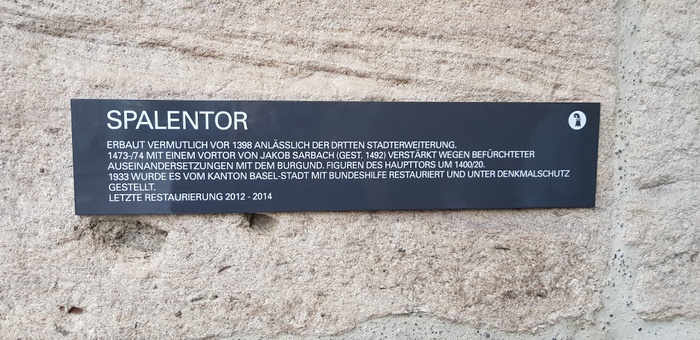 SPALENTOR
ERBAUT VERMUTLICH VOR 1398 ANLÄSSLICH DER DRTTEN STADTERWEITERUNG.
1473-/74 MIT EINEM VORTOR VON JAKOB SARBACH (GEST. 1492) VERSTÄRKT WEGEN BEFÜRCHTETER
AUSEINANDERSETZUNGEN MIT DEM BURGUND. FIGUREN DES HAUPTTORS UM 1400/20.
1933 WURDE ES VOM KANTON BASEL-STADT MIT BUNDESHILFE RESTAURIERT UND UNTER DENKMALSCHUTZ
GESTELLT.
LETZTE RESTAURIERUNG 2012 - 2014